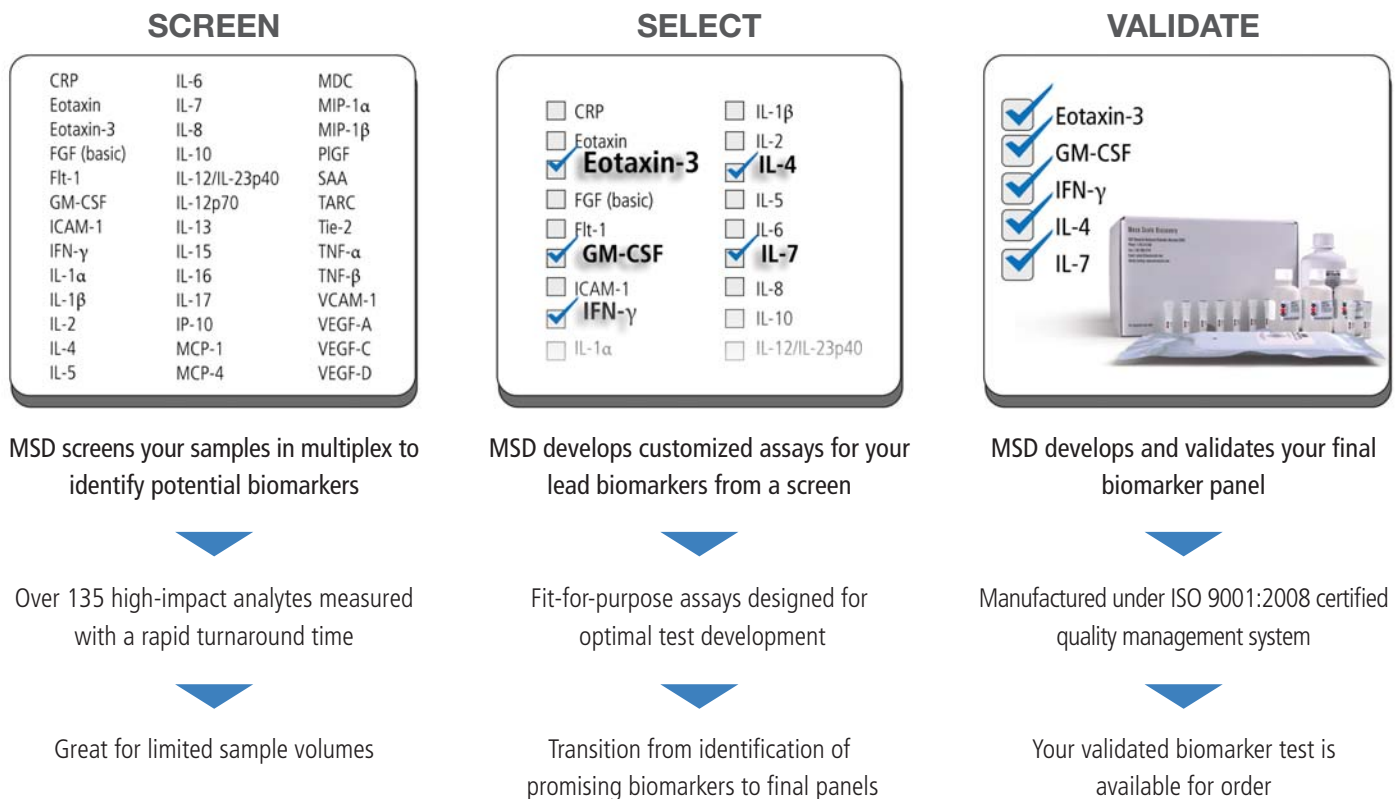 SCREEN
CRP
Eotaxin
Eotaxin-3
FGF (basic)
Flt-1
GM-CSF
ICAM-1
IFN-γ
IL-1α
IL-1β
IL-2
IL-4
IL-5
IL-6
IL-7
IL-8
IL-10
IL-12/IL-23p40
IL-12p70
IL-13
IL-15
IL-16
IL-17
IP-10
MCP-1
MCP-4
MDC
MIP-1α
MIP-1β
PlGF
SAA
TARC
Tie-2
TNF-α
TNF-β
VCAM-1
VEGF-A
VEGF-C
VEGF-D
MSD screens your samples in multiplex to
identify potential biomarkers
Over 135 high-impact analytes measured
with a rapid turnaround time
Great for limited sample volumes
SELECT
CRP
Eotaxin
Eotaxin-3
FGF (basic)
Flt-1
GM-CSF
ICAM-1
IFN-γ
IL-1α
IL-1β
IL-2
IL-4
IL-5
IL-6
IL-7
IL-8
IL-10
IL-12/IL-23p40
MSD develops customized assays for your
lead biomarkers from a screen
Fit-for-purpose assays designed for
optimal test development
Transition from identification of
promising biomarkers to final panels
VALIDATE
Eotaxin-3
GM-CSF
IFN-γ
IL-4
IL-7
Meso Scale Discovery
MSD develops and validates your final
biomarker panel
Manufactured under ISO 9001:2008 certified
quality management system
Your validated biomarker test is
available for order